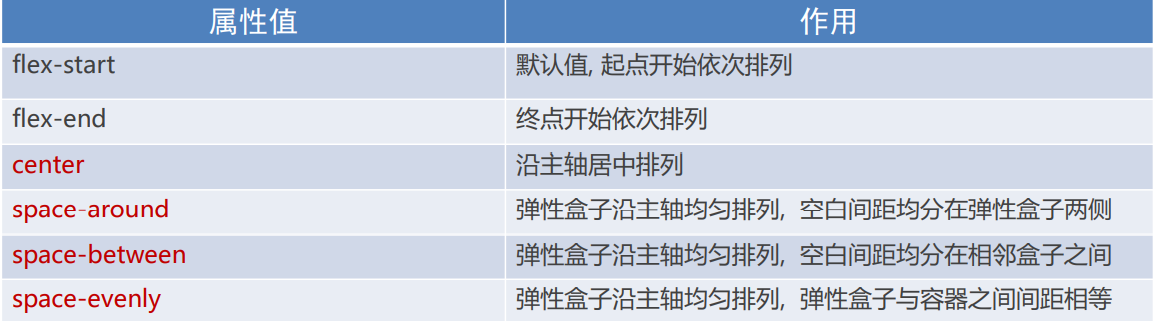 属性值 作用
flex-start 默认值, 起点开始依次排列
flex-end 终点开始依次排列
center 沿主轴居中排列
space-around 弹性盒子沿主轴均匀排列, 空白间距均分在弹性盒子两侧
space-between 弹性盒子沿主轴均匀排列, 空白间距均分在相邻盒子之间
space-evenly 弹性盒子沿主轴均匀排列, 弹性盒子与容器之间间距相等